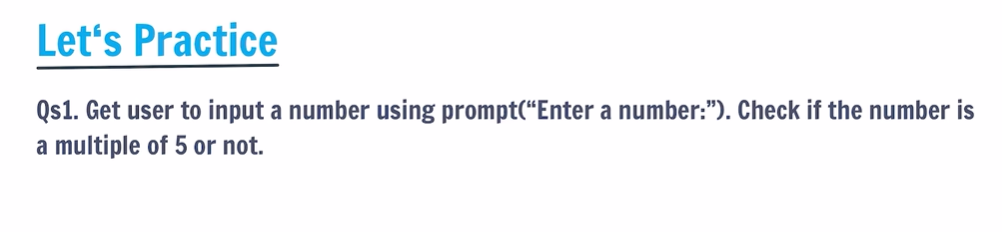 Let‘s Practice
Qs1. Get user to input a number using prompt(“Enter a number:”). Check if the number is
a multiple of 5 or not.